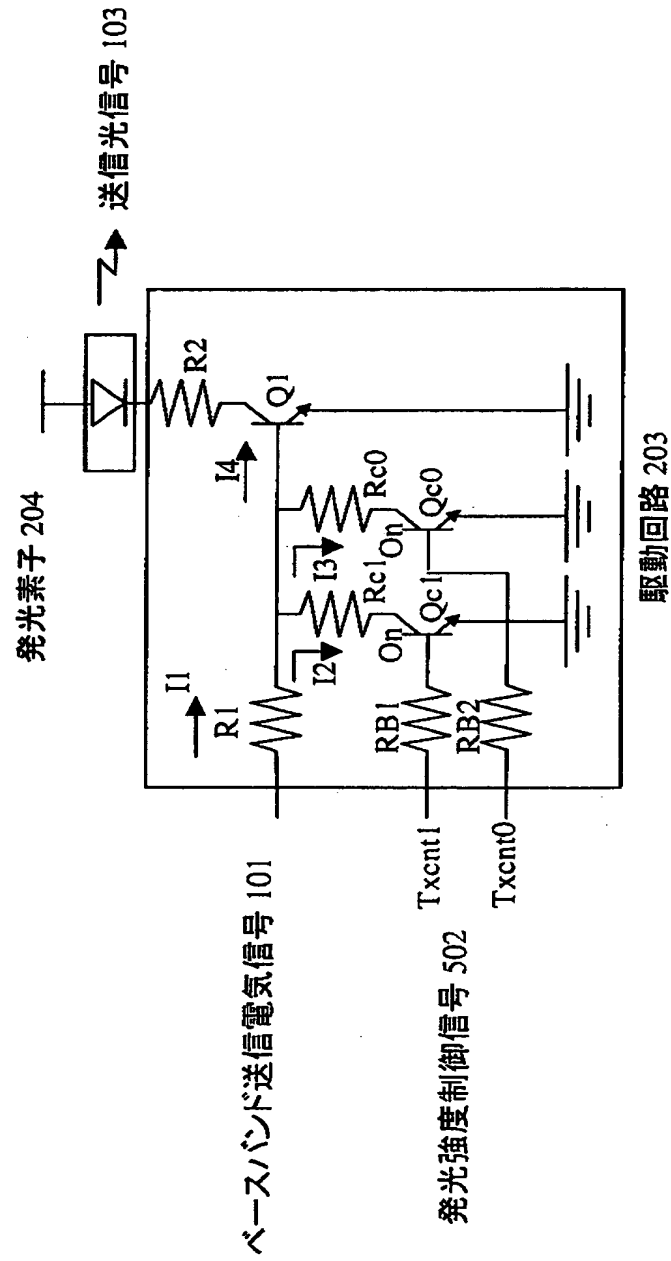 発光素子 204
送信光信号 103
R2
I4
Q1
I1
R1
I2
I3
Rc1
Rc0
On
Qc1
On
Qc0
RB1
RB2
ベースバンド送信電気信号 101
Txcnt1
Txcnt0
発光強度制御信号 502
駆動回路 203